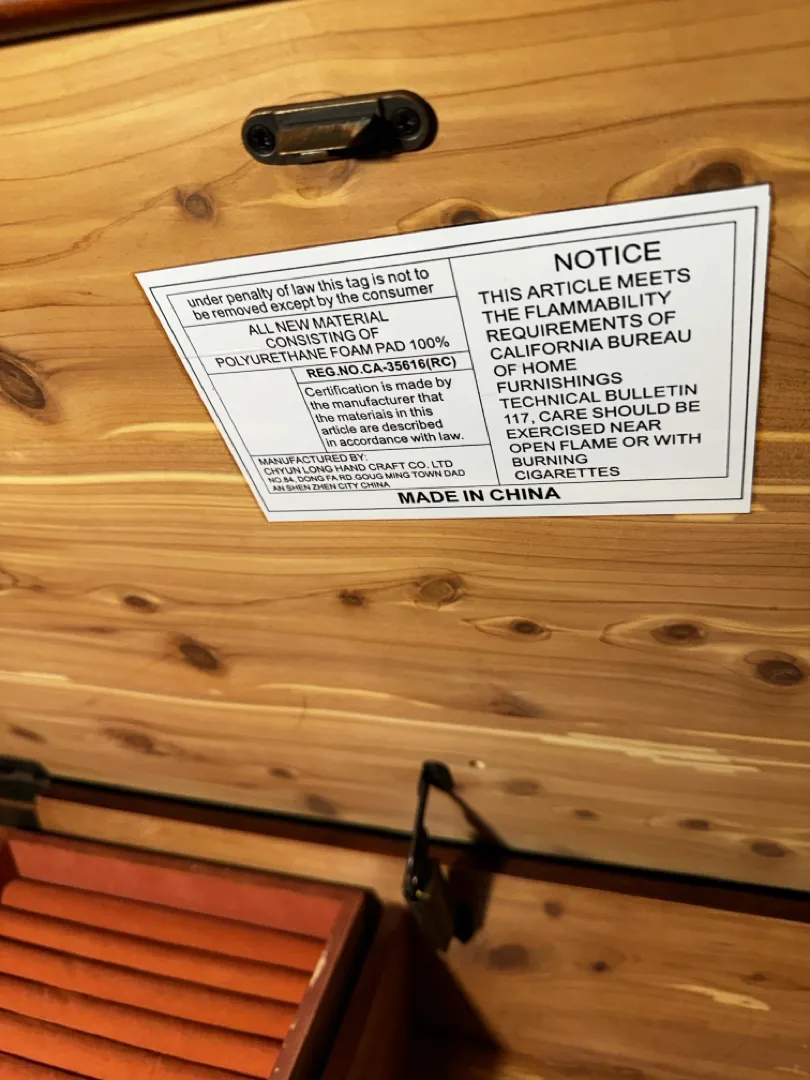 under penalty of law this tag is not to
be removed except by the consumer
ALL NEW MATERIAL
CONSISTING OF
POLYURETHANE FOAM PAD 100%
REG.NO.CA-35616(RC)
Certification is made by
the manufacturer that
the materiais in this
article are described
in accordance with law.
MANUFACTURED BY:
CHYUN LONG HAND CRAFT CO. LTD
NO.84, DONG FA RD. GOUG MING TOWN DAD
AN SHEN ZHEN CITY CHINA
NOTICE
THIS ARTICLE MEETS
THE FLAMMABILITY
REQUIREMENTS OF
CALIFORNIA BUREAU
OF HOME
FURNISHINGS
TECHNICAL BULLETIN
117, CARE SHOULD BE
EXERCISED NEAR
OPEN FLAME OR WITH
BURNING
CIGARETTES
MADE IN CHINA